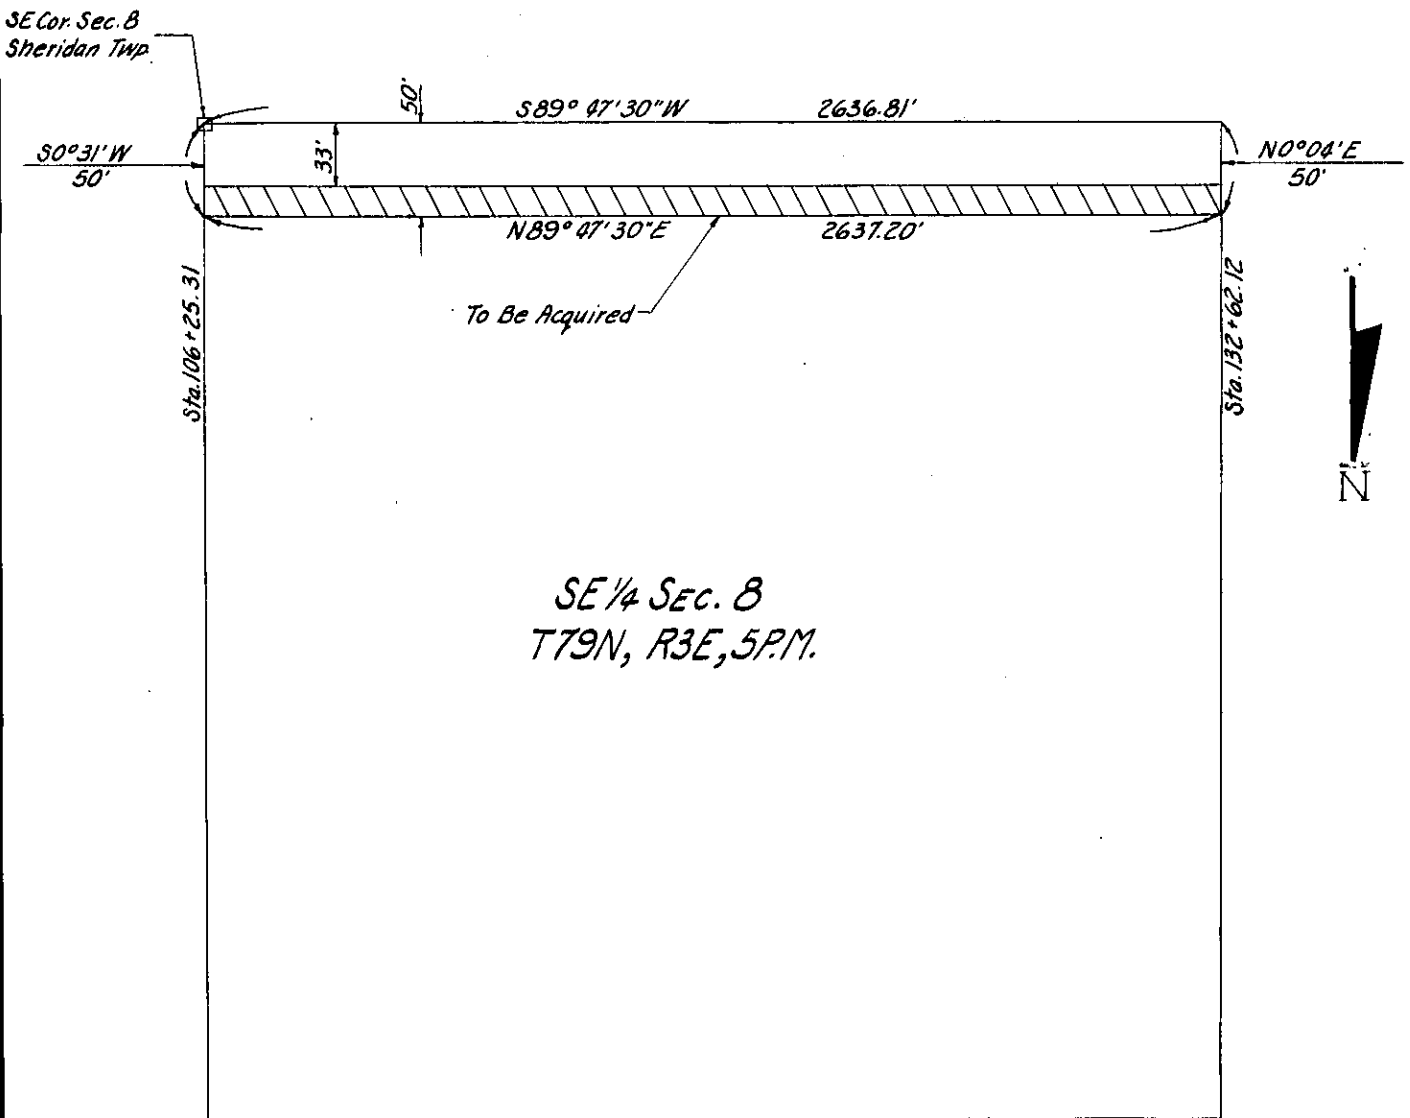 SE Cor. Sec. 8
Sheridan Twp.
50'
S89° 47' 30" W 2636.81'
S0° 31' W
50'
33'
N0° 04' E
50'
N89° 47' 30" E 2637.20'
To Be Acquired
Sta. 106+25.31
Sta. 132+62.12
N
SE 1/4 SEC. 8
T79N, R3E, 5P.M.